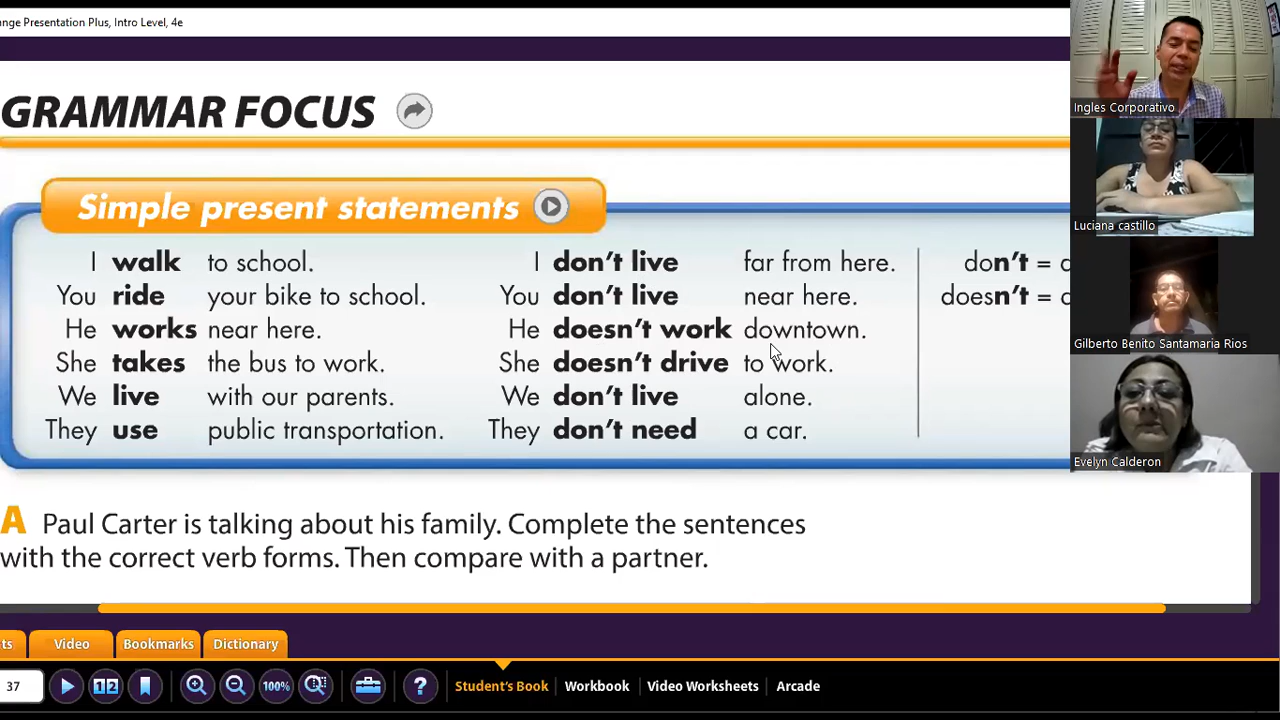 nge Presentation Plus, Intro Level, 4e
GRAMMAR FOCUS
Simple present statements
I walk to school. I don't live far from here. don't = d
You ride your bike to school. You don't live near here. doesn't = d
He works near here. He doesn't work downtown.
She takes the bus to work. She doesn't drive to work.
We live with our parents. We don't live alone.
They use public transportation. They don't need a car.
A Paul Carter is talking about his family. Complete the sentences
with the correct verb forms. Then compare with a partner.
Ingles Corporativo
Luciana castillo
Gilberto Benito Santamaria Rios
Evelyn Calderon
ts Video Bookmarks Dictionary
37 12 100% ? Student's Book Workbook Video Worksheets Arcade